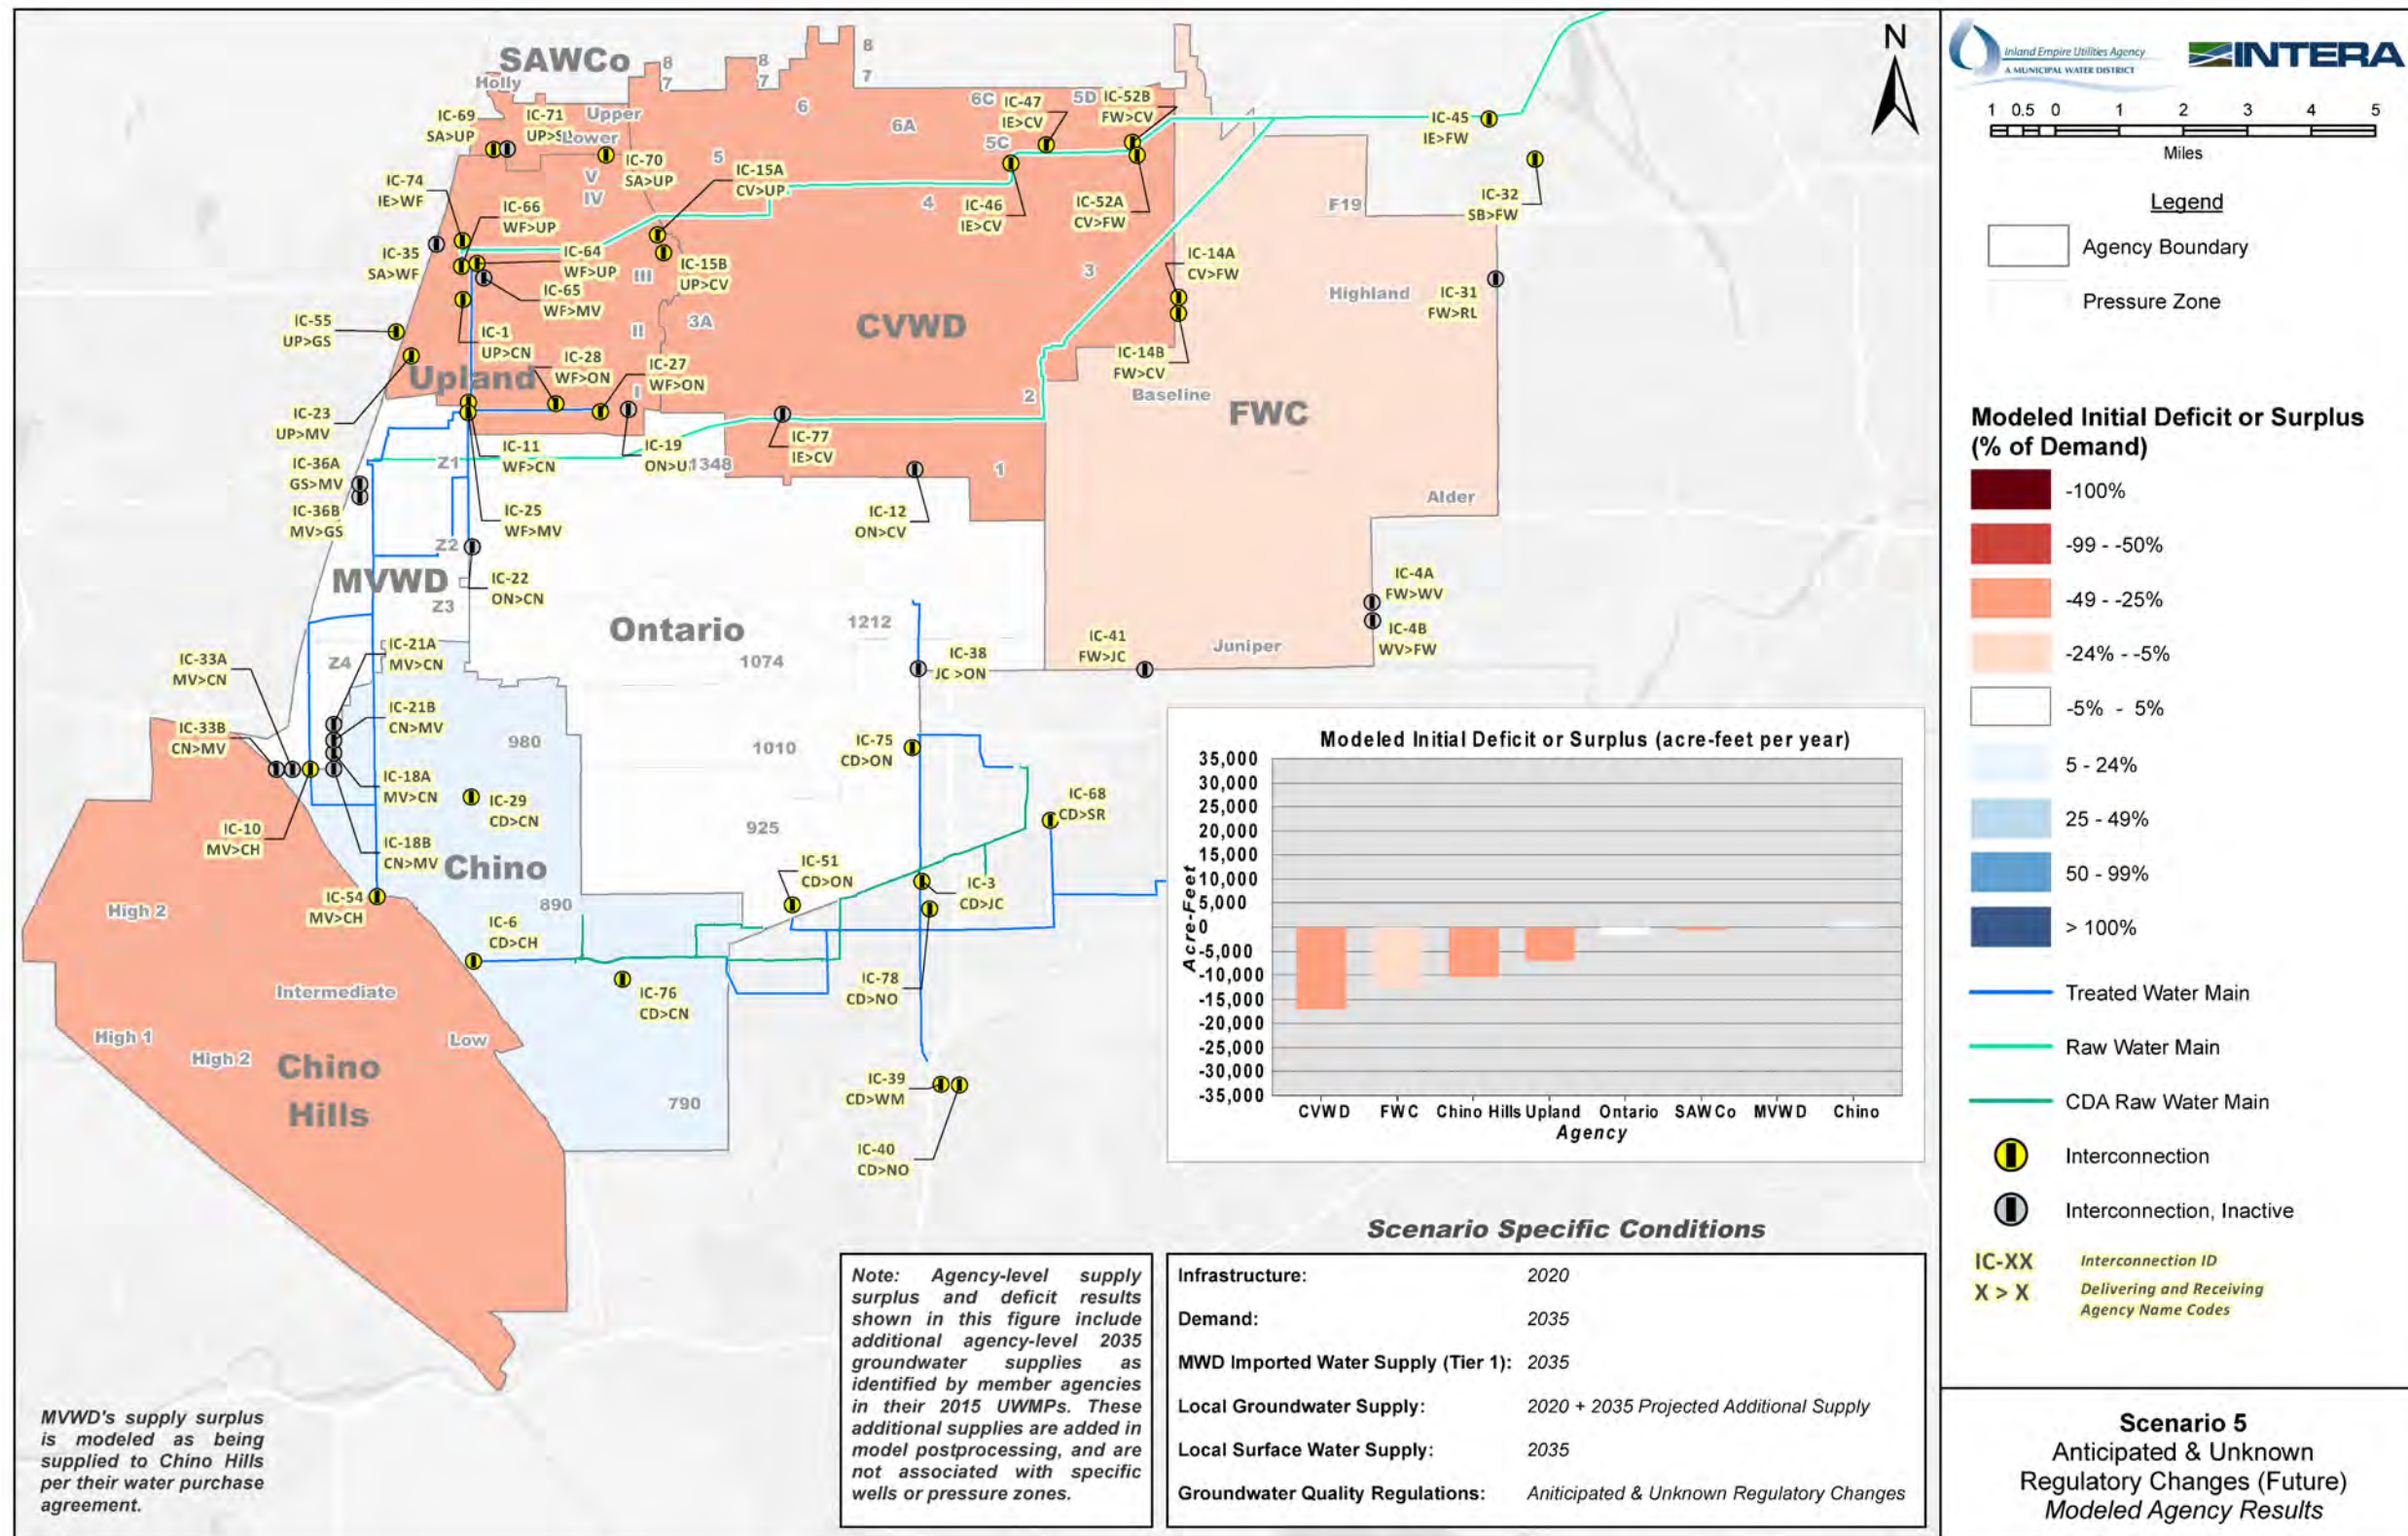 SAWCo
Holly
Upper
Lower
8
7
8
7
8
7
6
6C
6A
5D
5C
5
V
IV
4
III
3
II
3A
I
2
1
IC-69
SA>UP
IC-71
IC-70
SA>UP
IC-15A
CV>UP
IC-47
IE>CV
IC-52B
FW>CV
IC-45
IE>FW
N
IC-74
IE>WF
IC-66
WF>UP
IC-46
IE>CV
IC-52A
CV>FW
F19
IC-32
SB>FW
IC-35
SA>WF
IC-64
WF>UP
IC-15B
UP>CV
IC-14A
CV>FW
IC-65
WF>MV
Highland
IC-31
FW>RL
IC-55
UP>GS
CVWD
IC-1
UP>CN
IC-28
WF>ON
IC-27
WF>ON
IC-14B
FW>CV
Upland
Baseline
FWC
IC-23
UP>MV
IC-11
WF>CN
IC-19
IC-77
IE>CV
IC-36A
GS>MV
Z1
1348
Alder
IC-36B
MV>GS
IC-25
WF>MV
IC-12
ON>CV
Z2
MVWD
IC-22
ON>CN
IC-4A
FW>WV
Z3
Ontario
1212
IC-4B
WV>FW
IC-21A
MV>CN
IC-41
FW>JC
Juniper
IC-33A
MV>CN
Z4
1074
IC-38
JC >ON
IC-21B
CN>MV
IC-33B
CN>MV
980
1010
IC-75
CD>ON
IC-18A
MV>CN
IC-29
CD>CN
IC-68
CD>SR
IC-10
MV>CH
925
IC-18B
CN>MV
Chino
IC-51
CD>ON
IC-3
CD>JC
IC-54
MV>CH
890
High 2
IC-6
CD>CH
IC-78
CD>NO
Intermediate
IC-76
CD>CN
High 1
High 2
Low
Chino
Hills
790
IC-39
CD>WM
IC-40
CD>NO
Modeled Initial Deficit or Surplus (acre-feet per year)
Acre-Feet
35,000
30,000
25,000
20,000
15,000
10,000
5,000
0
-5,000
-10,000
-15,000
-20,000
-25,000
-30,000
-35,000
CVWD FWC Chino Hills Upland Ontario SAWCo MVWD Chino
Agency
Scenario Specific Conditions
Infrastructure: 2020
Demand: 2035
MWD Imported Water Supply (Tier 1): 2035
Local Groundwater Supply: 2020 + 2035 Projected Additional Supply
Local Surface Water Supply: 2035
Groundwater Quality Regulations: Aniticipated & Unknown Regulatory Changes
Note: Agency-level supply
surplus and deficit results
shown in this figure include
additional agency-level 2035
groundwater supplies as
identified by member agencies
in their 2015 UWMPs. These
additional supplies are added in
model postprocessing, and are
not associated with specific
wells or pressure zones.
MVWD's supply surplus
is modeled as being
supplied to Chino Hills
per their water purchase
agreement.
Inland Empire Utilities Agency
A MUNICIPAL WATER DISTRICT
INTERA
1 0.5 0 1 2 3 4 5
Miles
Legend
Agency Boundary
Pressure Zone
Modeled Initial Deficit or Surplus
(% of Demand)
-100%
-99 - -50%
-49 - -25%
-24% - -5%
-5% - 5%
5 - 24%
25 - 49%
50 - 99%
> 100%
Treated Water Main
Raw Water Main
CDA Raw Water Main
Interconnection
Interconnection, Inactive
IC-XX Interconnection ID
X > X Delivering and Receiving
Agency Name Codes
Scenario 5
Anticipated & Unknown
Regulatory Changes (Future)
Modeled Agency Results